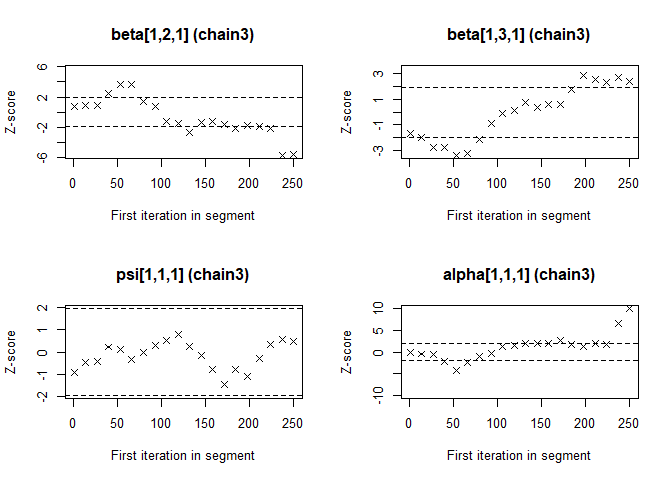 beta[1,2,1] (chain3)
Z-score
6
2
-2
-6
0 50 100 150 200 250
First iteration in segment
beta[1,3,1] (chain3)
Z-score
3
1
-1
-3
0 50 100 150 200 250
First iteration in segment
psi[1,1,1] (chain3)
Z-score
2
1
0
-1
-2
0 50 100 150 200 250
First iteration in segment
alpha[1,1,1] (chain3)
Z-score
10
5
0
-10
0 50 100 150 200 250
First iteration in segment